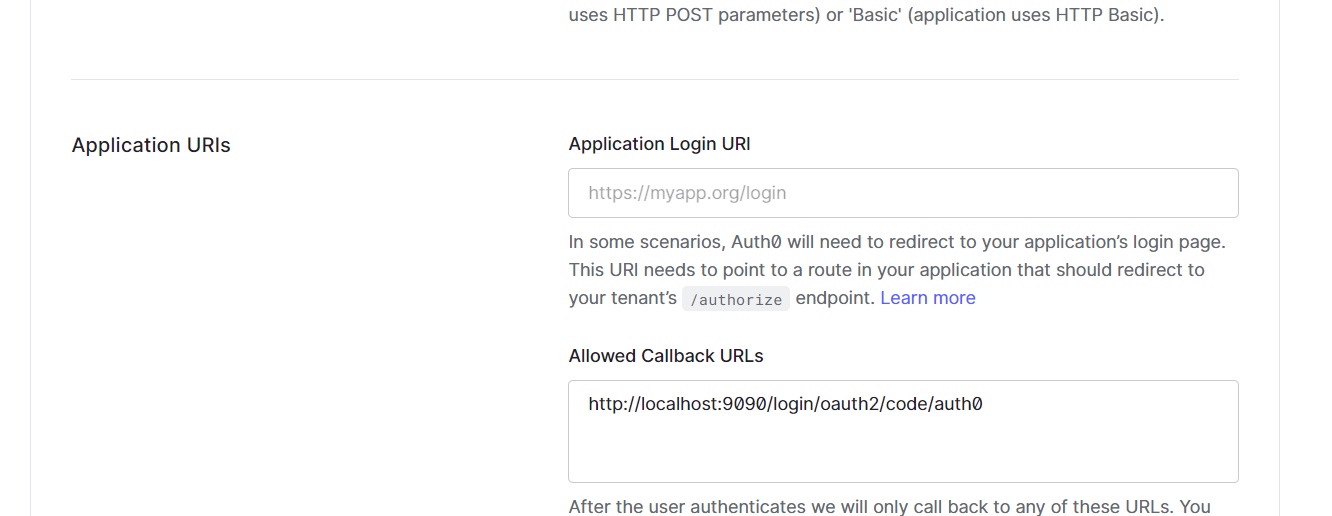 uses HTTP POST parameters) or 'Basic' (application uses HTTP Basic).
Application URIs
Application Login URI
https://myapp.org/login
In some scenarios, Auth0 will need to redirect to your application’s login page.
This URI needs to point to a route in your application that should redirect to
your tenant’s /authorize endpoint. Learn more
Allowed Callback URLs
http://localhost:9090/login/oauth2/code/auth0
After the user authenticates we will only call back to any of these URLs. You